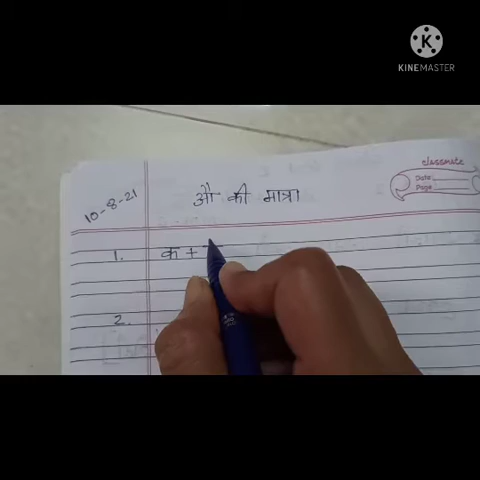 K
KINEMASTER
classmate
Date:
Page:
10-8-21
औ की मात्रा
1. क +
2.